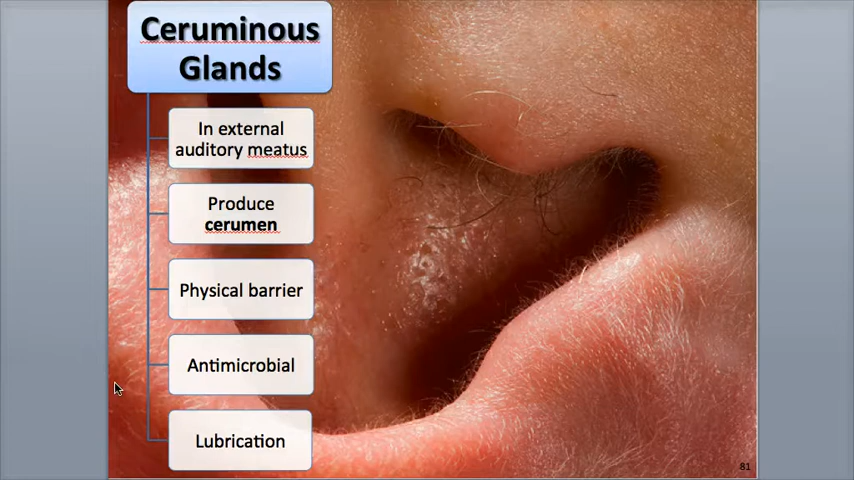 Ceruminous
Glands
In external
auditory meatus
Produce
cerumen
Physical barrier
Antimicrobial
Lubrication
81